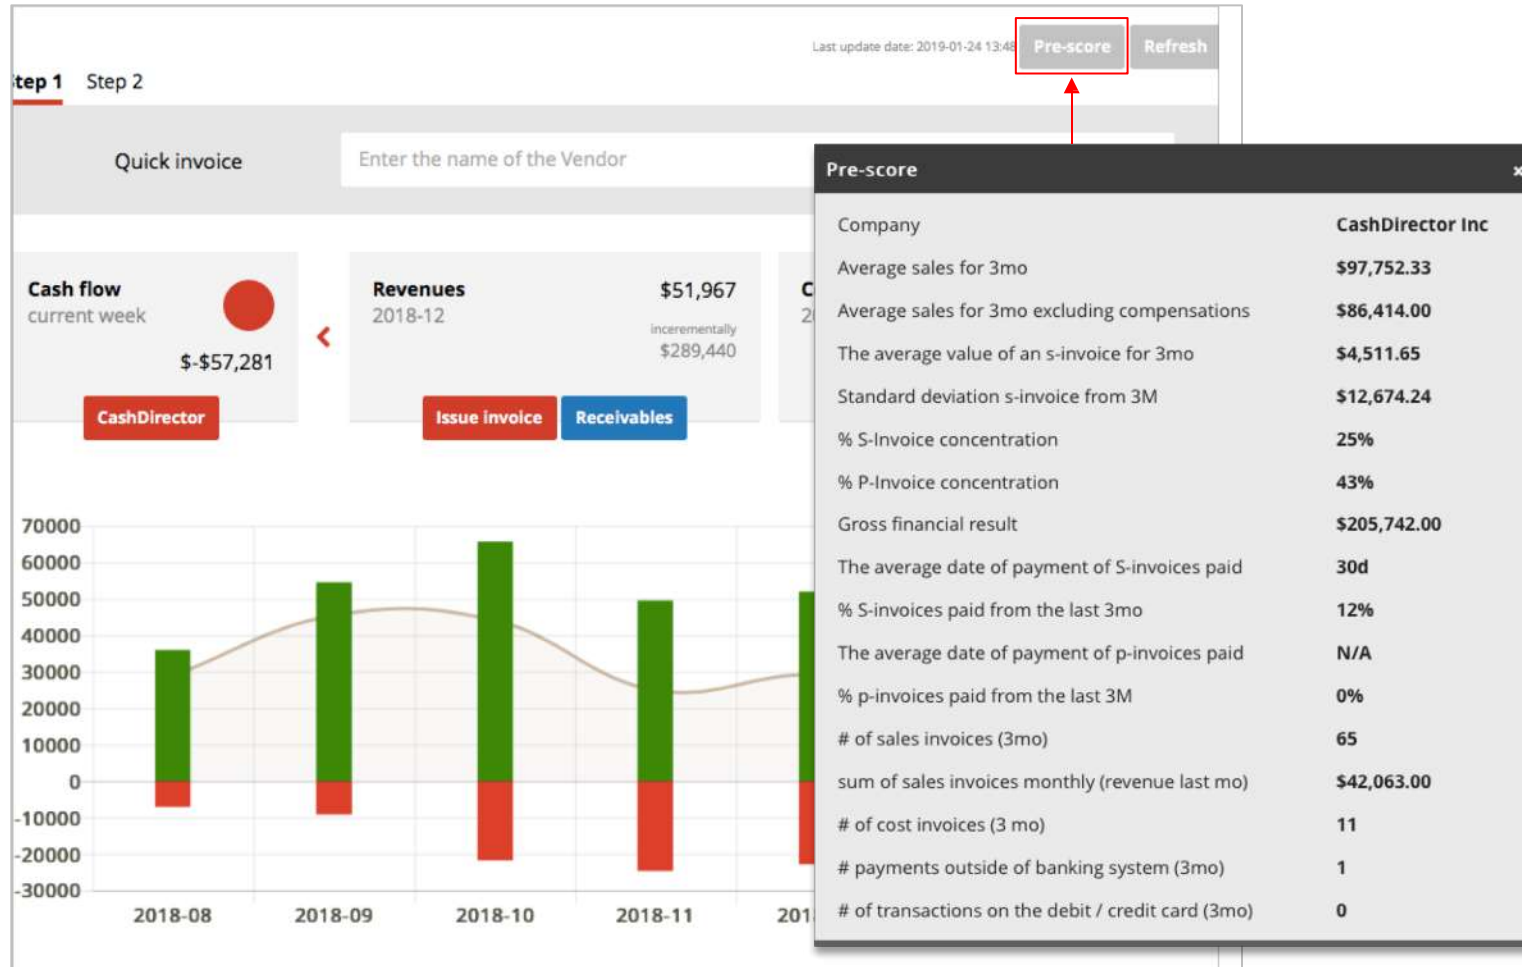 Last update date: 2019-01-24 13:48 Pre-score Refresh
tep 1 Step 2
Quick invoice Enter the name of the Vendor
Cash flow
current week
$-$57,281
CashDirector
Revenues $51,967
2018-12
incerementally
$289,440
Issue invoice Receivables
C
2
70000
60000
50000
40000
30000
20000
10000
0
-10000
-20000
-30000
2018-08 2018-09 2018-10 2018-11 201
Pre-score x
Company CashDirector Inc
Average sales for 3mo $97,752.33
Average sales for 3mo excluding compensations $86,414.00
The average value of an s-invoice for 3mo $4,511.65
Standard deviation s-invoice from 3M $12,674.24
% S-Invoice concentration 25%
% P-Invoice concentration 43%
Gross financial result $205,742.00
The average date of payment of S-invoices paid 30d
% S-invoices paid from the last 3mo 12%
The average date of payment of p-invoices paid N/A
% p-invoices paid from the last 3M 0%
# of sales invoices (3mo) 65
sum of sales invoices monthly (revenue last mo) $42,063.00
# of cost invoices (3 mo) 11
# payments outside of banking system (3mo) 1
# of transactions on the debit / credit card (3mo) 0